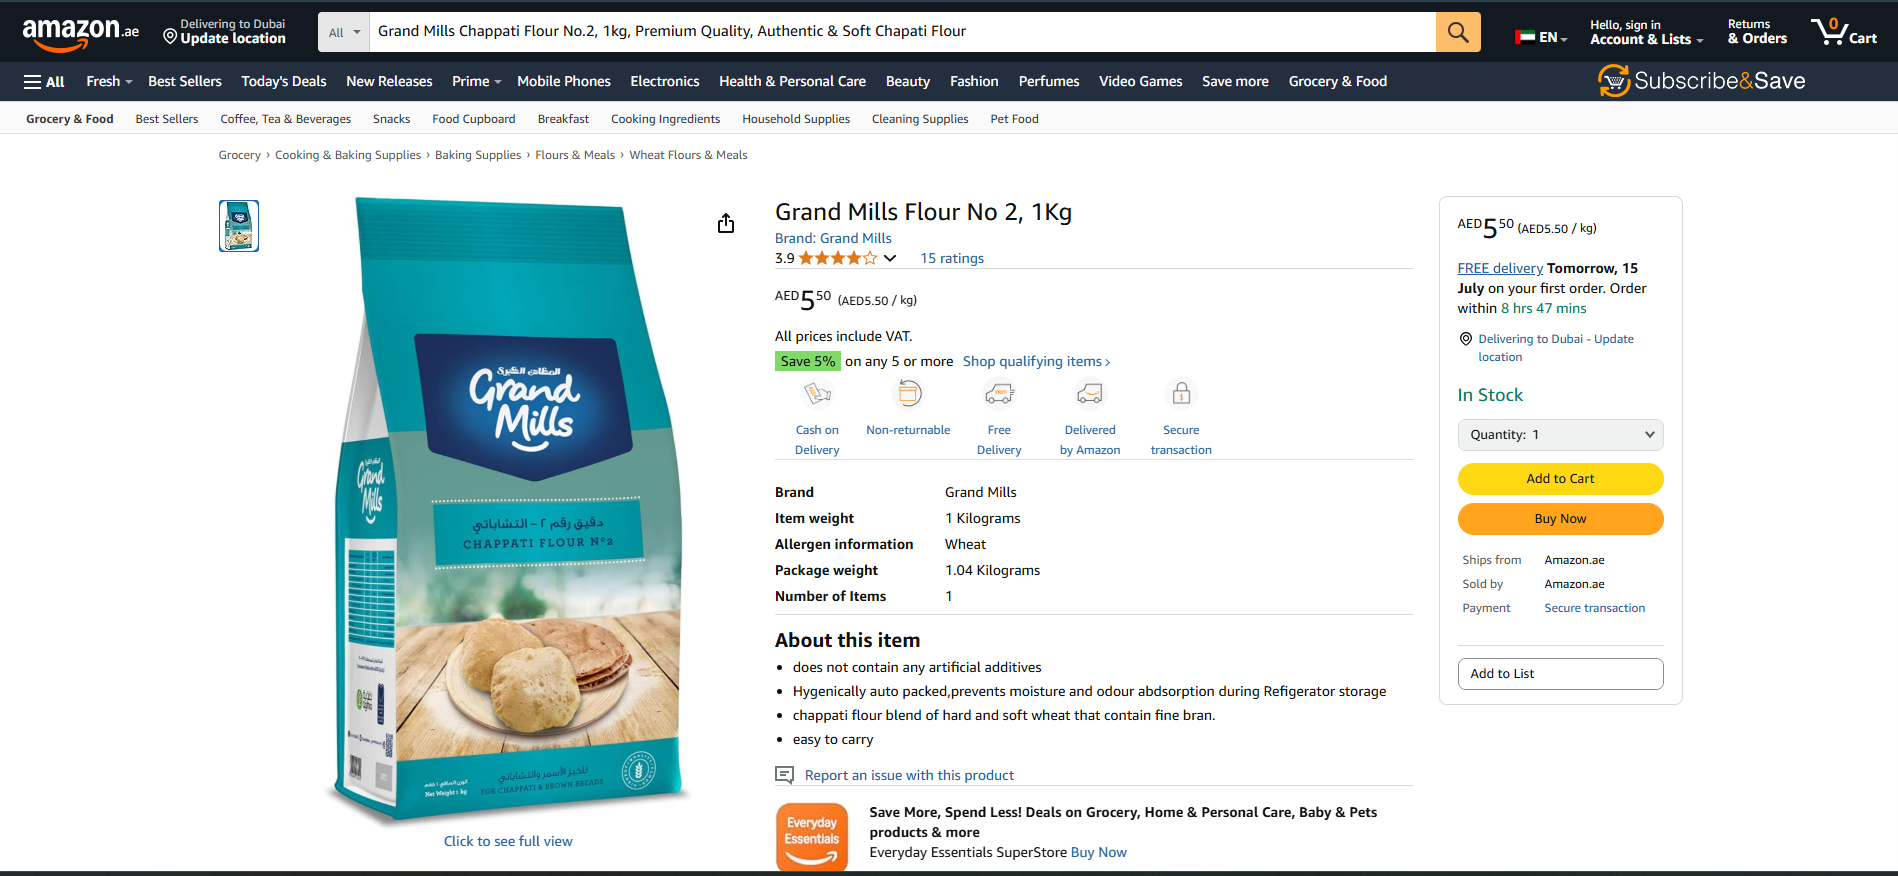 amazon.ae
Delivering to Dubai
Update location
All
Grand Mills Chappati Flour No.2, 1kg, Premium Quality, Authentic & Soft Chapati Flour
EN
Hello, sign in
Account & Lists
Returns
& Orders
0
Cart
All
Fresh
Best Sellers
Today's Deals
New Releases
Prime
Mobile Phones
Electronics
Health & Personal Care
Beauty
Fashion
Perfumes
Video Games
Save more
Grocery & Food
Subscribe&Save
Grocery & Food
Best Sellers
Coffee, Tea & Beverages
Snacks
Food Cupboard
Breakfast
Cooking Ingredients
Household Supplies
Cleaning Supplies
Pet Food
Grocery › Cooking & Baking Supplies › Baking Supplies › Flours & Meals › Wheat Flours & Meals
المطاحن الكبرى
Grand
Mills
دقيق رقم ٢ – التشاباتي
CHAPPATI FLOUR Nº2
المطاحن الكبرى
Grand
Mills
للخبز الأسمر والتشاباتي
FOR CHAPPATI & BROWN BREADS
الوزن الصافي ١ كغم
Net Weight 1 kg
Click to see full view
Grand Mills Flour No 2, 1Kg
Brand: Grand Mills
3.9
15 ratings
AED5 50 (AED5.50 / kg)
All prices include VAT.
Save 5% on any 5 or more Shop qualifying items ›
Cash on
Delivery
Non-returnable
Free
Delivery
Delivered
by Amazon
Secure
transaction
Brand Grand Mills
Item weight 1 Kilograms
Allergen information Wheat
Package weight 1.04 Kilograms
Number of Items 1
About this item
• does not contain any artificial additives
• Hygenically auto packed,prevents moisture and odour abdsorption during Refigerator storage
• chappati flour blend of hard and soft wheat that contain fine bran.
• easy to carry
Report an issue with this product
Everyday
Essentials
Save More, Spend Less! Deals on Grocery, Home & Personal Care, Baby & Pets
products & more
Everyday Essentials SuperStore Buy Now
AED5 50 (AED5.50 / kg)
FREE delivery Tomorrow, 15
July on your first order. Order
within 8 hrs 47 mins
Delivering to Dubai - Update
location
In Stock
Quantity: 1
Add to Cart
Buy Now
Ships from Amazon.ae
Sold by Amazon.ae
Payment Secure transaction
Add to List